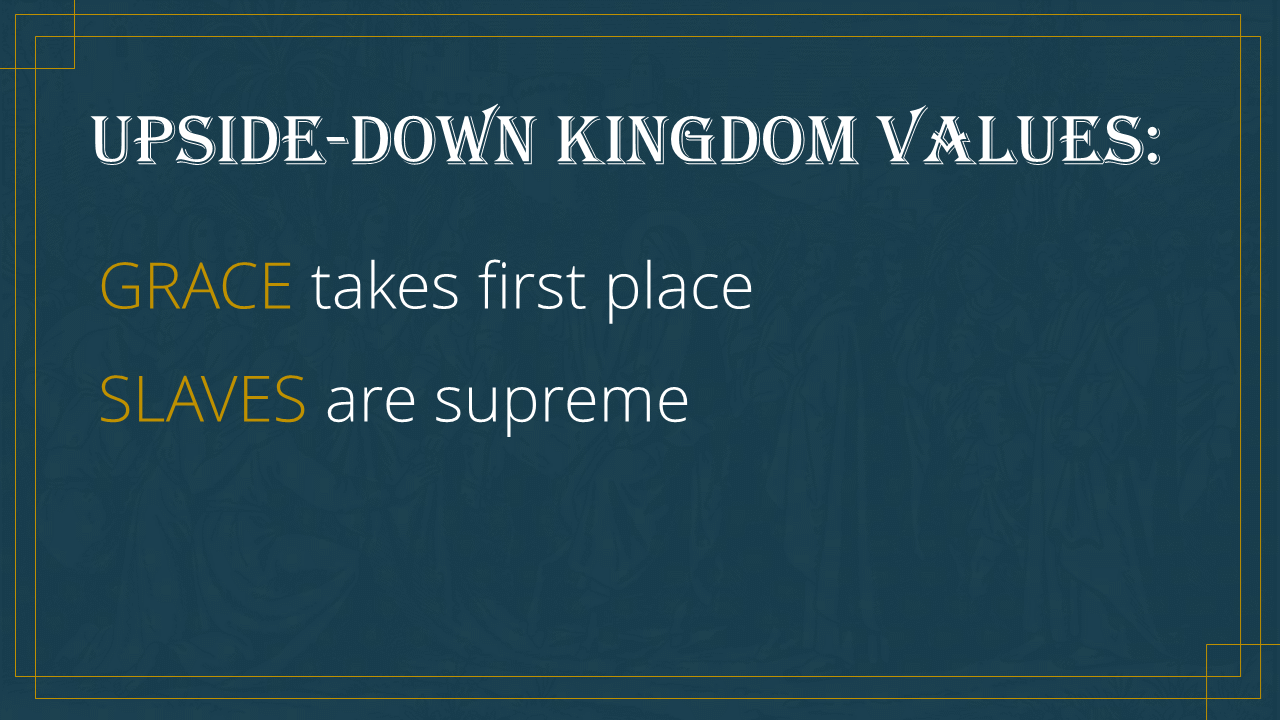 UPSIDE-DOWN KINGDOM VALUES:
GRACE takes first place
SLAVES are supreme